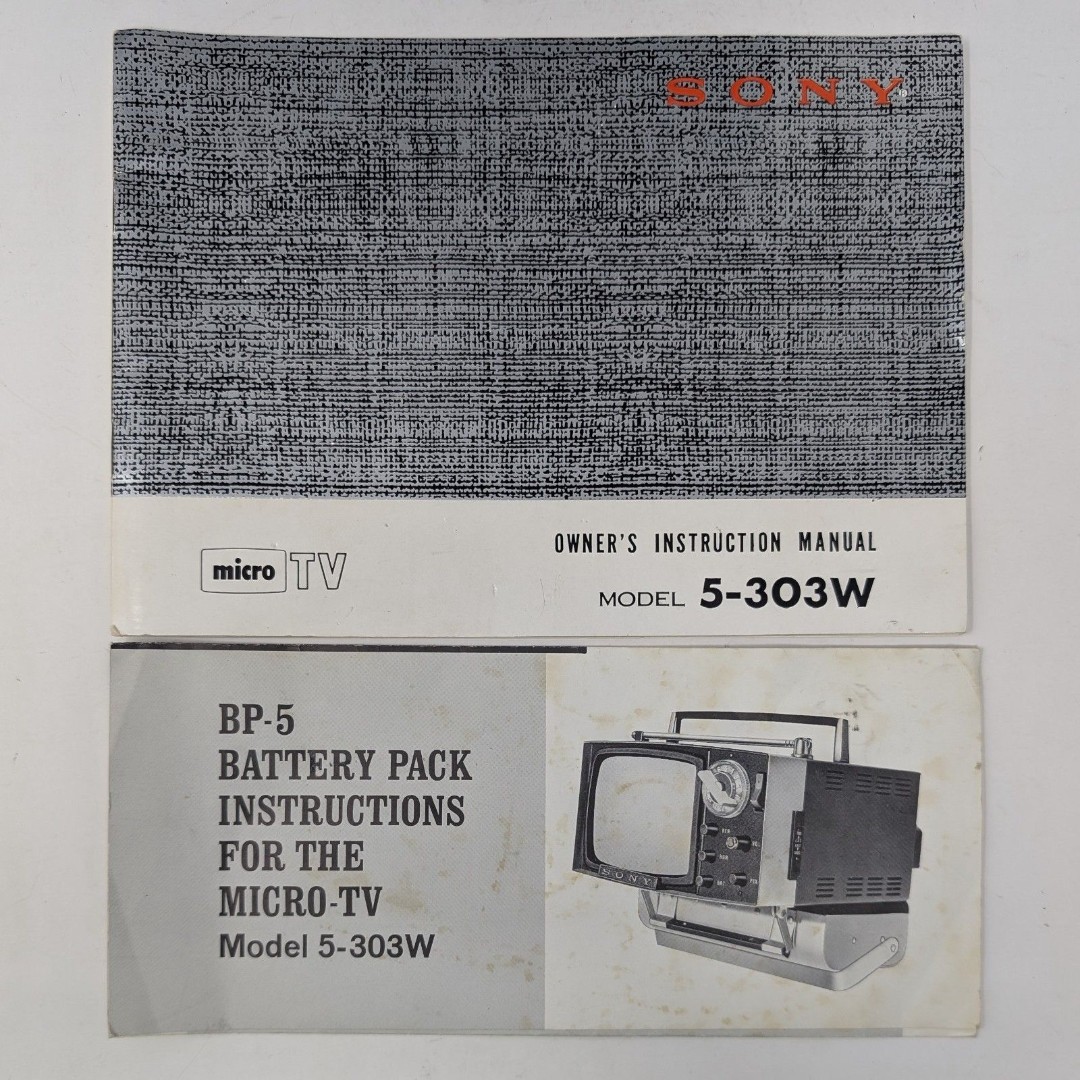 SONY®
OWNER'S INSTRUCTION MANUAL
micro TV
MODEL 5-303W
BP-5
BATTERY PACK
INSTRUCTIONS
FOR THE
MICRO-TV
Model 5-303W
SONY